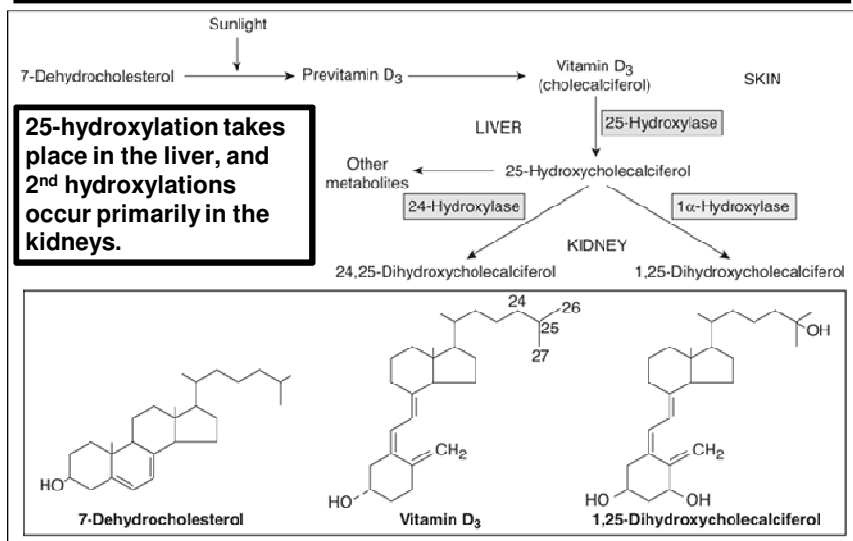 Sunlight
7-Dehydrocholesterol
Previtamin D3
Vitamin D3
(cholecalciferol)
SKIN
25-hydroxylation takes
place in the liver, and
2nd hydroxylations
occur primarily in the
kidneys.
LIVER
25-Hydroxylase
Other
metabolites
25-Hydroxycholecalciferol
24-Hydroxylase
1α-Hydroxylase
KIDNEY
24,25-Dihydroxycholecalciferol
1,25-Dihydroxycholecalciferol
24
26
25
27
OH
CH2
CH2
HO
HO
HO
OH
7-Dehydrocholesterol
Vitamin D3
1,25-Dihydroxycholecalciferol